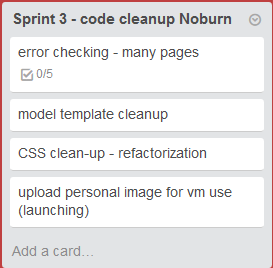 Sprint 3 - code cleanup Noburn
error checking - many pages
0/5
model template cleanup
CSS clean-up - refactorization
upload personal image for vm use
(launching)
Add a card...